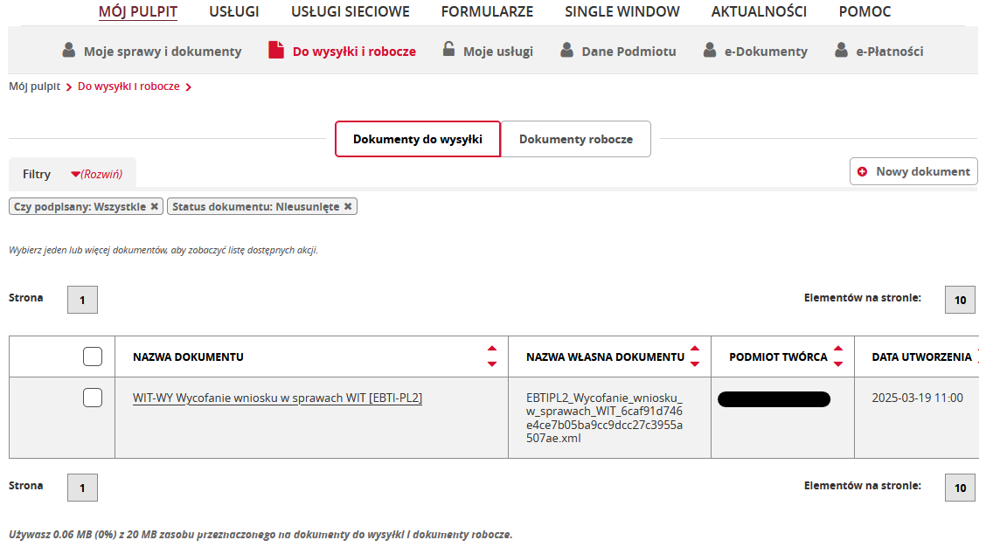 MÓJ PULPIT USŁUGI USŁUGI SIECIOWE FORMULARZE SINGLE WINDOW AKTUALNOŚCI POMOC
Moje sprawy i dokumenty Do wysyłki i robocze Moje usługi Dane Podmiotu e-Dokumenty e-Płatności
Mój pulpit Do wysyłki i robocze
Dokumenty do wysyłki Dokumenty robocze
Filtry (Rozwiń) Nowy dokument
Czy podpisany: Wszystkie ✖ Status dokumentu: Nieusunięte ✖
Wybierz jeden lub więcej dokumentów, aby zobaczyć listę dostępnych akcji.
Strona 1 Elementów na stronie: 10
NAZWA DOKUMENTU NAZWA WŁASNA DOKUMENTU PODMIOT TWÓRCA DATA UTWORZENIA
WIT-WY Wycofanie wniosku w sprawach WIT [EBTI-PL2] EBTIPL2_Wycofanie_wniosku_ 2025-03-19 11:00
w_sprawach_WIT_6caf91d746
e4ce7b05ba9cc9dcc27c3955a
507ae.xml
Strona 1 Elementów na stronie: 10
Używasz 0.06 MB (0%) z 20 MB zasobu przeznaczonego na dokumenty do wysyłki i dokumenty robocze.